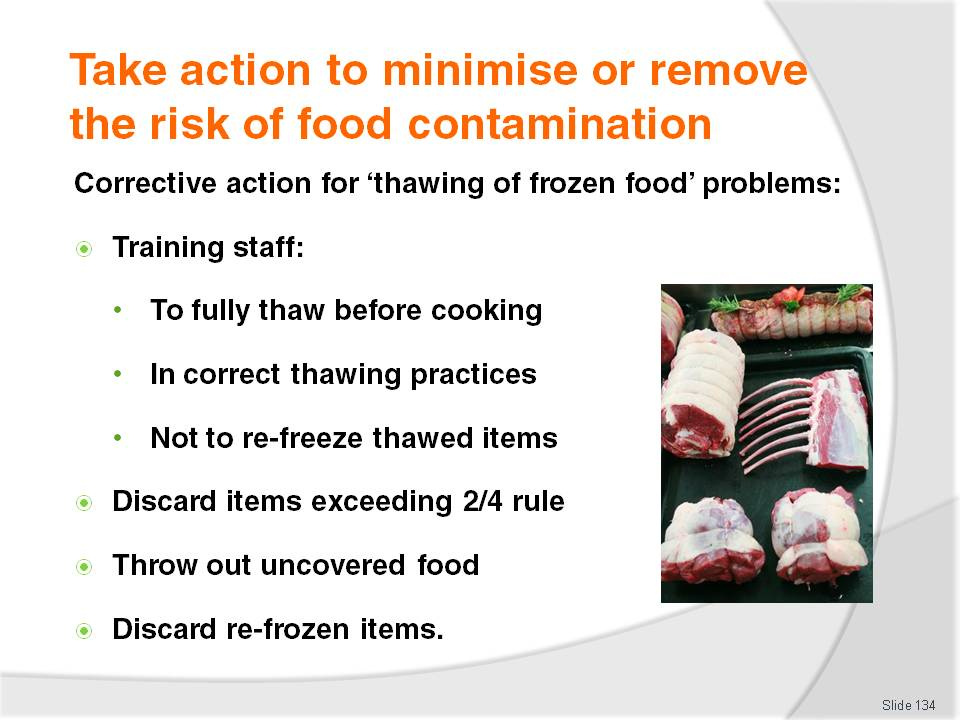 Take action to minimise or remove
the risk of food contamination
Corrective action for ‘thawing of frozen food’ problems:
Training staff:
• To fully thaw before cooking
• In correct thawing practices
• Not to re-freeze thawed items
Discard items exceeding 2/4 rule
Throw out uncovered food
Discard re-frozen items.
Slide 134